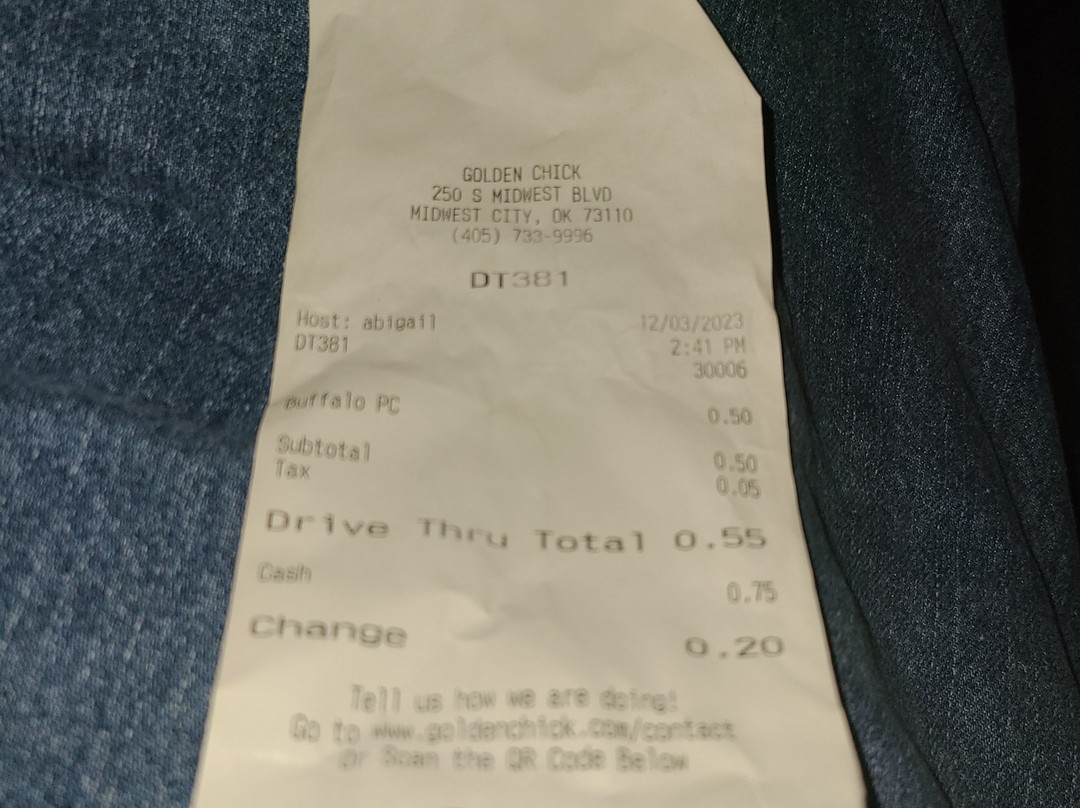 GOLDEN CHICK
250 S MIDWEST BLVD
MIDWEST CITY, OK 73110
(405) 733-9996
DT381
Host: abigail 12/03/2023
DT381 2:41 PM
30006
Buffalo PC 0.50
Subtotal 0.50
Tax 0.05
Drive Thru Total 0.55
Cash 0.75
Change 0.20
Tell us how we are doing!
Go to www.goldenchick.com/contact
or Scan the QR Code Below